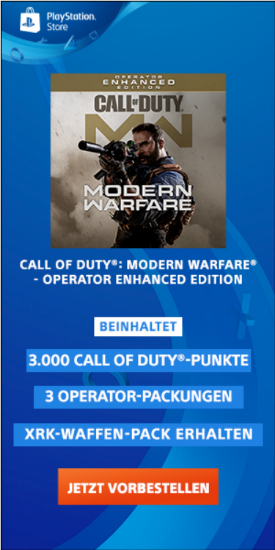 PlayStation
Store
OPERATOR
ENHANCED
EDITION
CALL OF DUTY
MW
MODERN
WARFARE
CALL OF DUTY®: MODERN WARFARE®
- OPERATOR ENHANCED EDITION
BEINHALTET
3.000 CALL OF DUTY®-PUNKTE
3 OPERATOR-PACKUNGEN
XRK-WAFFEN-PACK ERHALTEN
JETZT VORBESTELLEN